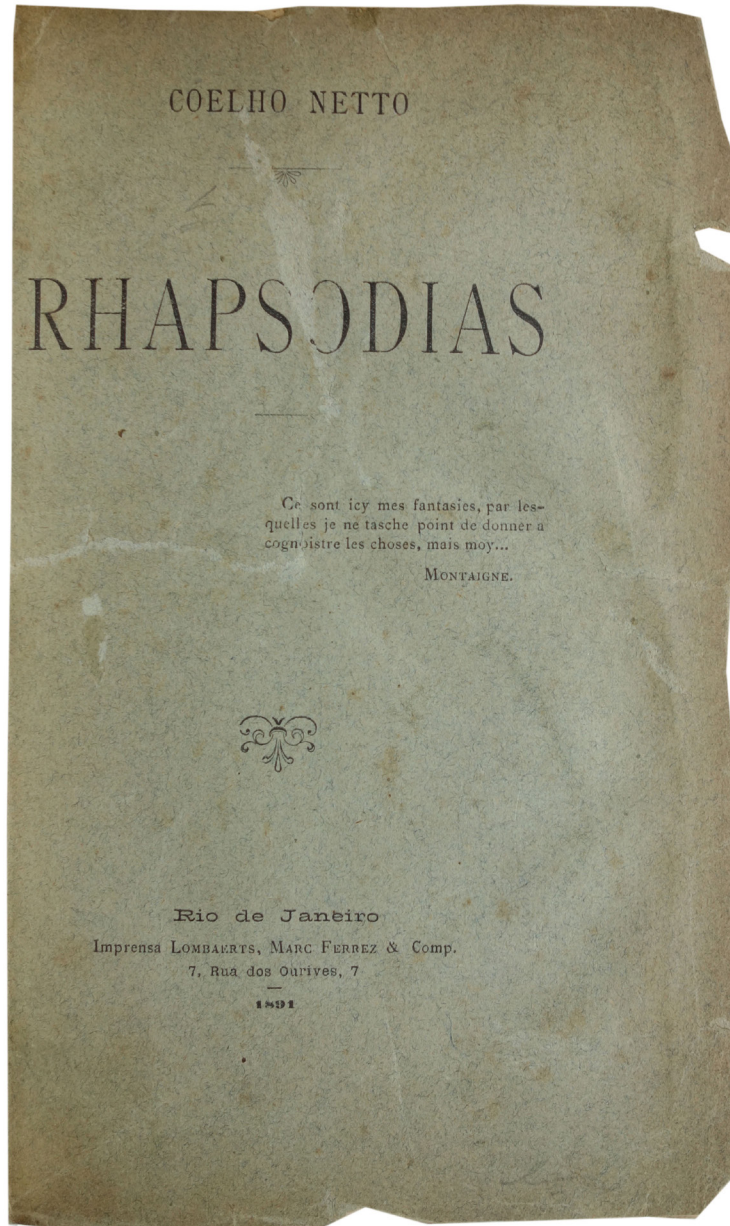 COELHO NETTO
RHAPSODIAS
Ce sont icy mes fantasies, par les-
quelles je ne tasche point de donner a
cognoistre les choses, mais moy...
MONTAIGNE.
Rio de Janeiro
Imprensa LOMBAERTS, MARC FERREZ & Comp.
7, Rua dos Ourives, 7
1891